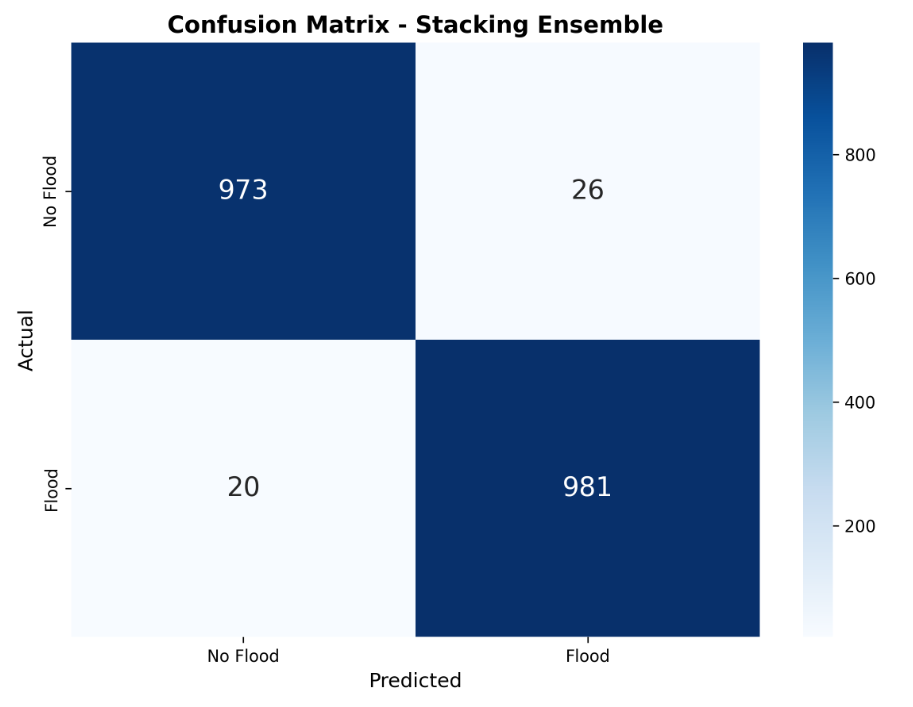 Confusion Matrix - Stacking Ensemble
Actual
No Flood
973
26
Flood
20
981
No Flood
Flood
Predicted
800
600
400
200